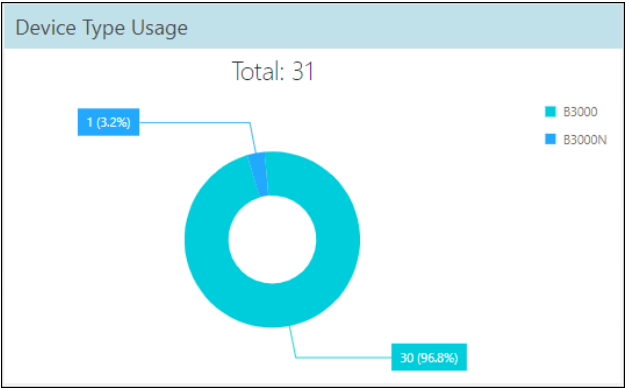 Device Type Usage
Total: 31
1 (3.2%)
B3000
B3000N
30 (96.8%)